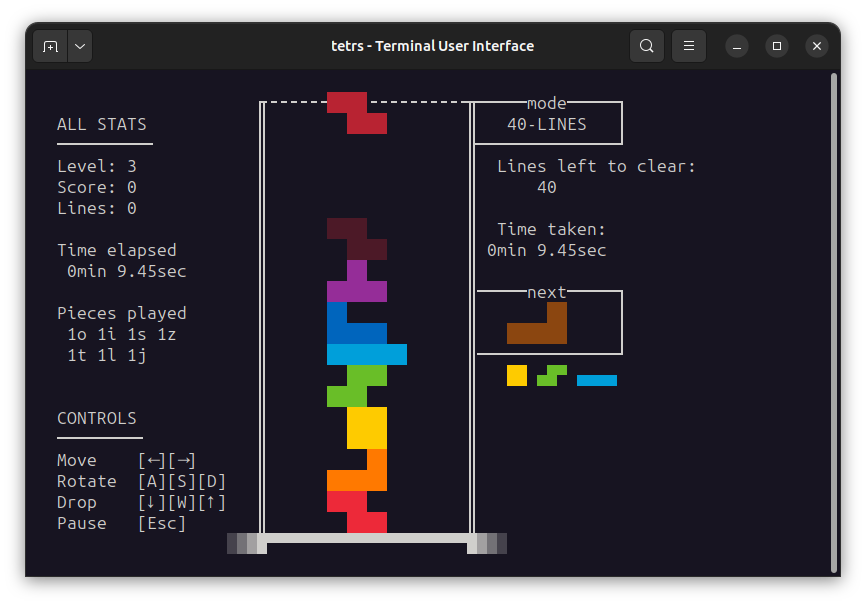 tetrs - Terminal User Interface
ALL STATS
Level: 3
Score: 0
Lines: 0
Time elapsed
0min 9.45sec
Pieces played
1o 1i 1s 1z
1t 1l 1j
CONTROLS
Move [←][→]
Rotate [A][S][D]
Drop [↓][W][↑]
Pause [Esc]
mode
40-LINES
Lines left to clear:
40
Time taken:
0min 9.45sec
next